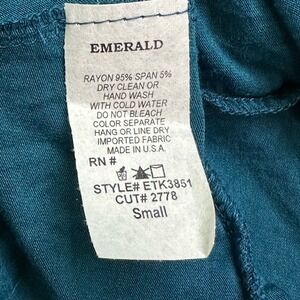 EMERALD
RAYON 95% SPAN 5%
DRY CLEAN OR
HAND WASH
WITH COLD WATER
DO NOT BLEACH
COLOR SEPARATE
HANG OR LINE DRY
IMPORTED FABRIC
MADE IN U.S.A.
RN #
STYLE# ETK3851
CUT# 2778
Small